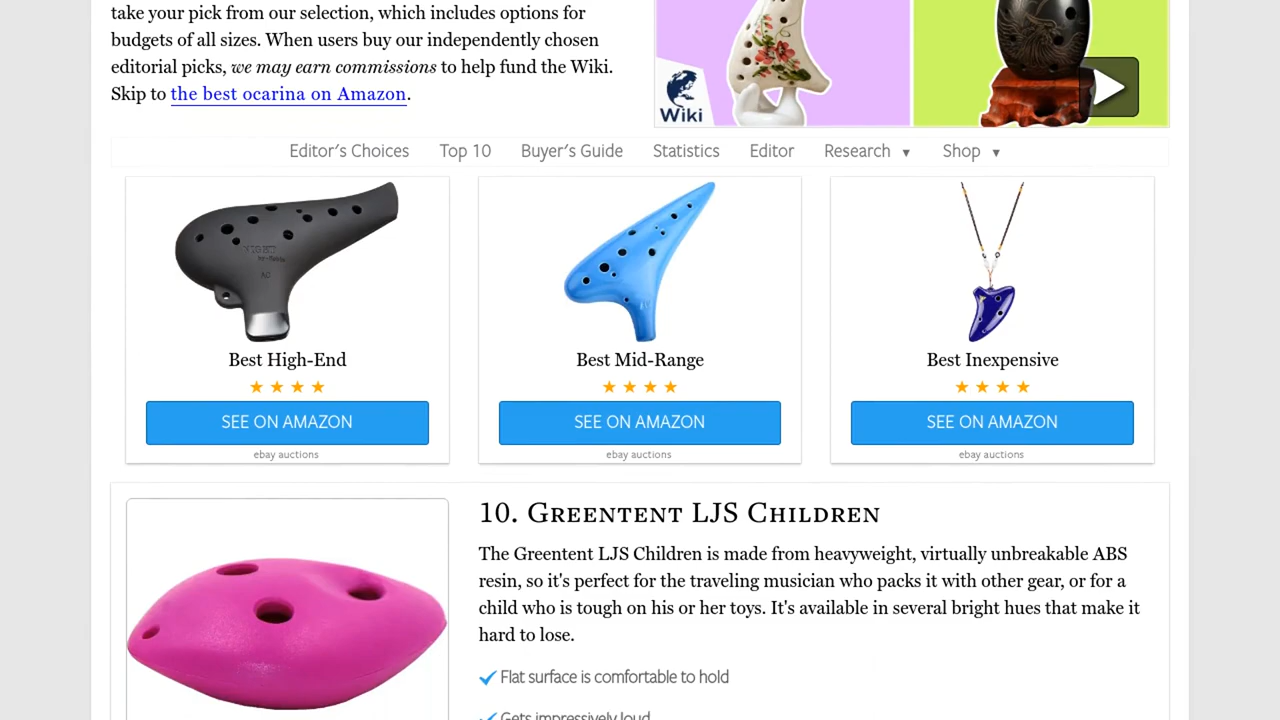 take your pick from our selection, which includes options for
budgets of all sizes. When users buy our independently chosen
editorial picks, we may earn commissions to help fund the Wiki.
Skip to the best ocarina on Amazon.
Wiki
Editor's Choices Top 10 Buyer's Guide Statistics Editor Research ▼ Shop ▼
Best High-End
★ ★ ★ ★
SEE ON AMAZON
ebay auctions
Best Mid-Range
★ ★ ★ ★
SEE ON AMAZON
ebay auctions
Best Inexpensive
★ ★ ★ ★
SEE ON AMAZON
ebay auctions
10. Greentent LJS Children
The Greentent LJS Children is made from heavyweight, virtually unbreakable ABS
resin, so it's perfect for the traveling musician who packs it with other gear, or for a
child who is tough on his or her toys. It's available in several bright hues that make it
hard to lose.
Flat surface is comfortable to hold
Gets impressively loud